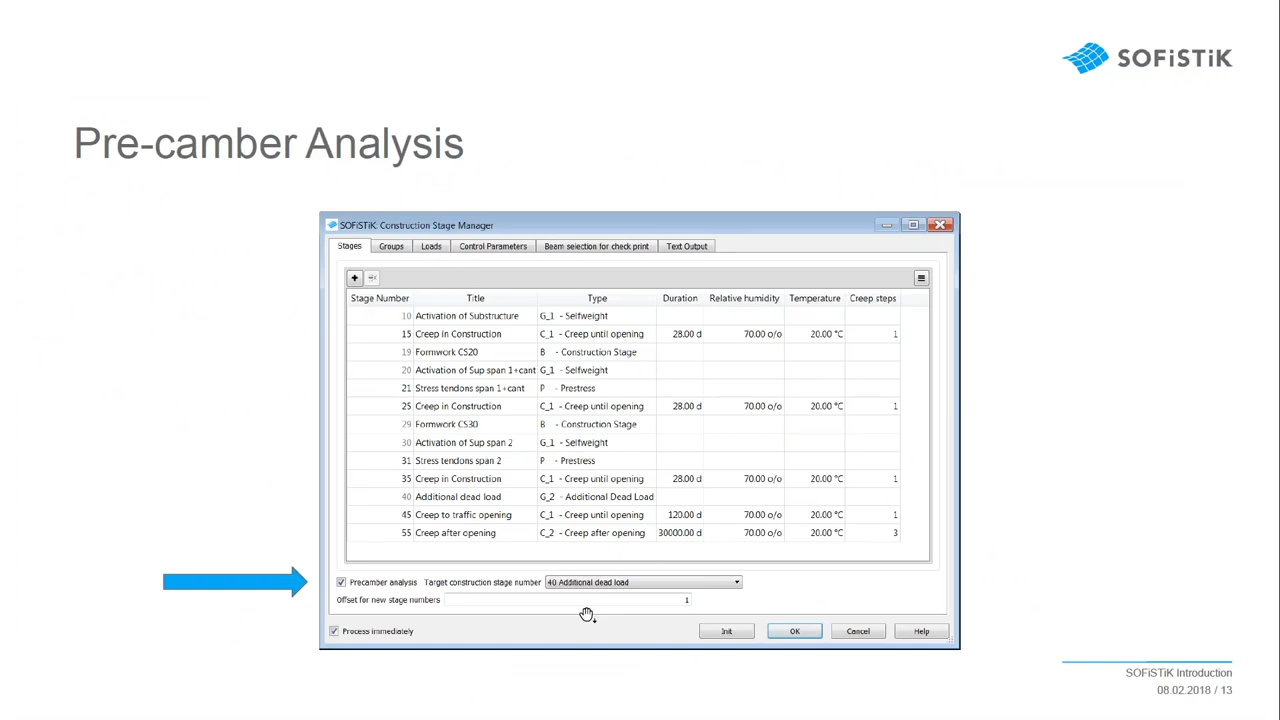 SOFiSTiK
Pre-camber Analysis
SOFiSTiK: Construction Stage Manager
Stages Groups Loads Control Parameters Beam selection for check print Text Output
Stage Number Title Type Duration Relative humidity Temperature Creep steps
10 Activation of Substructure G_1 - Selfweight
15 Creep in Construction C_1 - Creep until opening 28.00 d 70.00 o/o 20.00 °C 1
19 Formwork CS20 B - Construction Stage
20 Activation of Sup span 1+cant G_1 - Selfweight
21 Stress tendons span 1+cant P - Prestress
25 Creep in Construction C_1 - Creep until opening 28.00 d 70.00 o/o 20.00 °C 1
29 Formwork CS30 B - Construction Stage
30 Activation of Sup span 2 G_1 - Selfweight
31 Stress tendons span 2 P - Prestress
35 Creep in Construction C_1 - Creep until opening 28.00 d 70.00 o/o 20.00 °C 1
40 Additional dead load G_2 - Additional Dead Load
45 Creep to traffic opening C_1 - Creep until opening 120.00 d 70.00 o/o 20.00 °C 1
55 Creep after opening C_2 - Creep after opening 30000.00 d 70.00 o/o 20.00 °C 3
Precamber analysis Target construction stage number 40 Additional dead load
Offset for new stage numbers 1
Process immediately Init OK Cancel Help
SOFiSTiK Introduction
08.02.2018 / 13